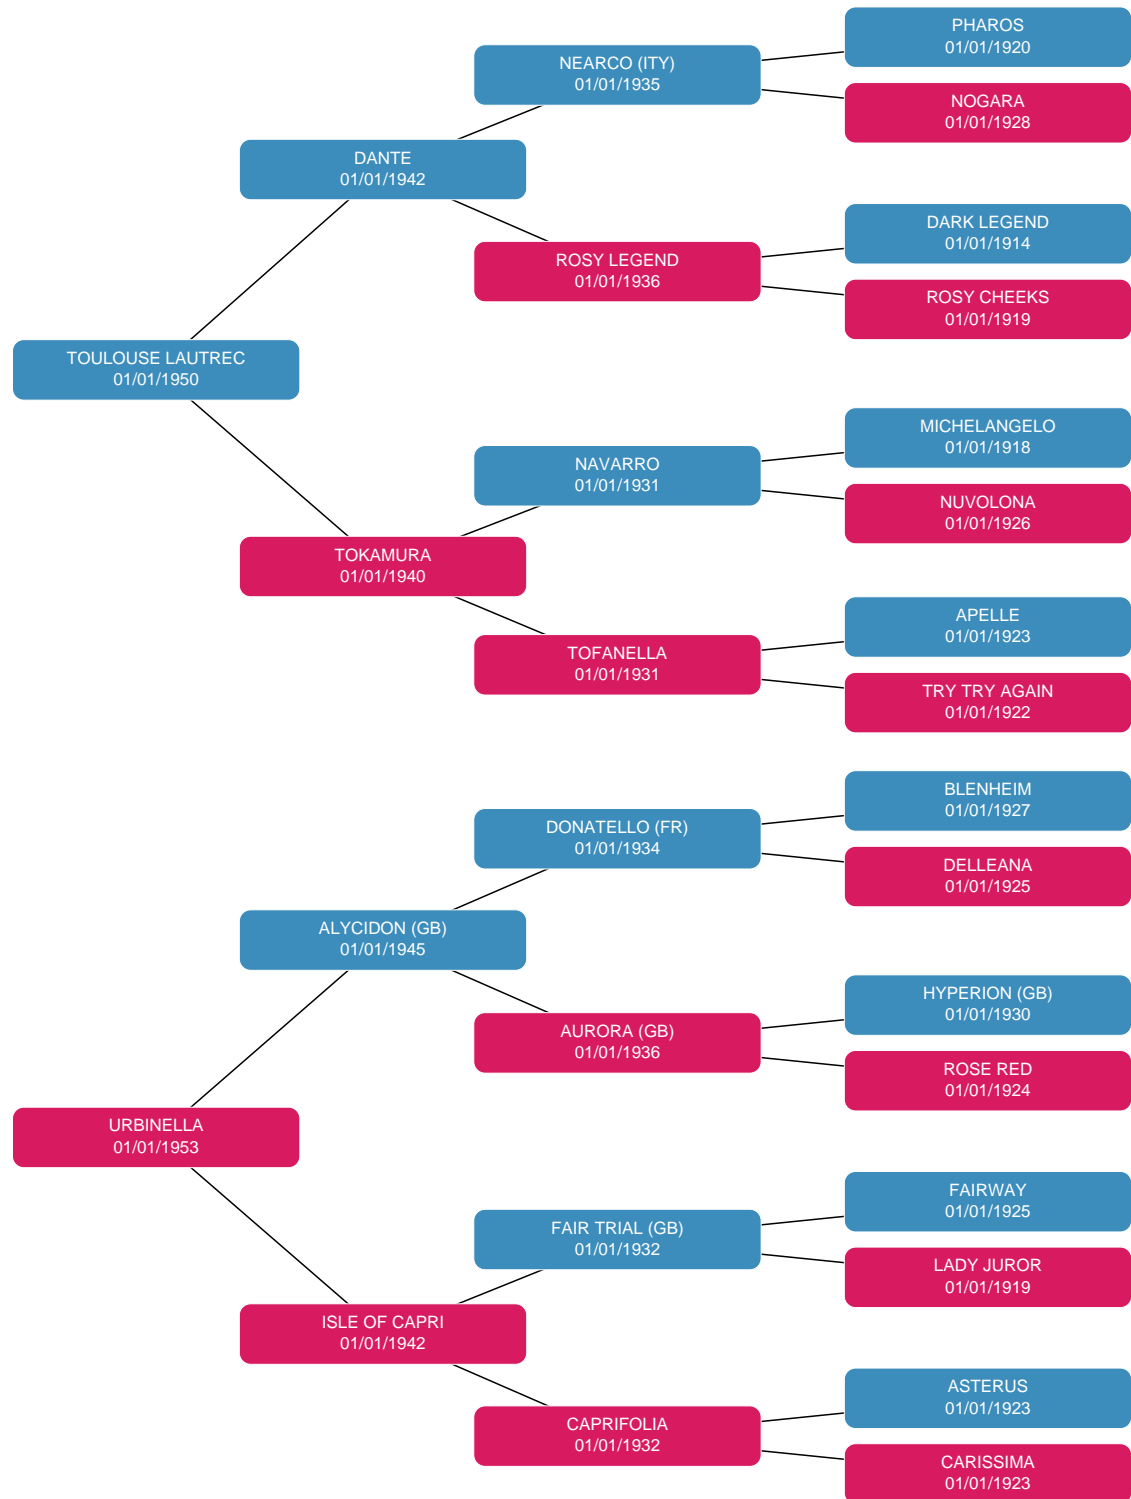 PHAROS
01/01/1920
NEARCO (ITY)
01/01/1935
NOGARA
01/01/1928
DANTE
01/01/1942
DARK LEGEND
01/01/1914
ROSY LEGEND
01/01/1936
ROSY CHEEKS
01/01/1919
TOULOUSE LAUTREC
01/01/1950
MICHELANGELO
01/01/1918
NAVARRO
01/01/1931
NUVOLONA
01/01/1926
TOKAMURA
01/01/1940
APELLE
01/01/1923
TOFANELLA
01/01/1931
TRY TRY AGAIN
01/01/1922
BLENHEIM
01/01/1927
DONATELLO (FR)
01/01/1934
DELLEANA
01/01/1925
ALYCIDON (GB)
01/01/1945
HYPERION (GB)
01/01/1930
AURORA (GB)
01/01/1936
ROSE RED
01/01/1924
URBINELLA
01/01/1953
FAIRWAY
01/01/1925
FAIR TRIAL (GB)
01/01/1932
LADY JUROR
01/01/1919
ISLE OF CAPRI
01/01/1942
ASTERUS
01/01/1923
CAPRIFOLIA
01/01/1932
CARISSIMA
01/01/1923